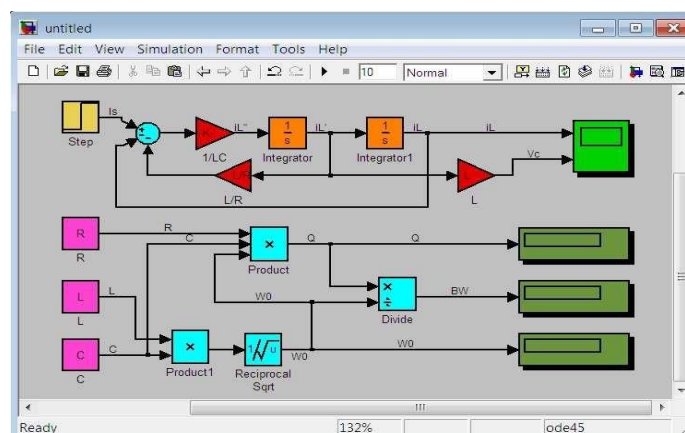 untitled
File Edit View Simulation Format Tools Help
10 Normal
Is
iL'' iL' iL iL
1/s 1/s
Step
1/LC Integrator Integrator1
Vc
L/R
L/R L
R R
C Q Q
R
×
Product
L L
× ÷
BW
W0
L
Divide
C C
×
1/√u
W0 W0
C
Product1 Reciprocal
Sqrt
Ready 132% ode45